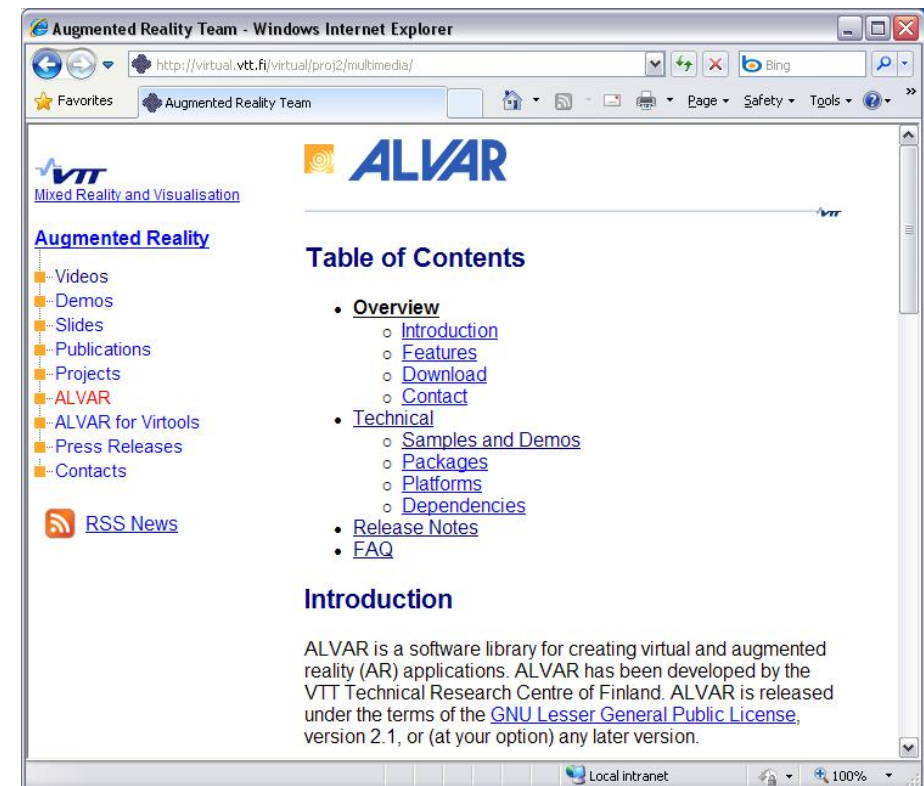 Augmented Reality Team - Windows Internet Explorer
http://virtual.vtt.fi/virtual/proj2/multimedia/
Bing
Favorites
Augmented Reality Team
Page
Safety
Tools
»
VTT
Mixed Reality and Visualisation
Augmented Reality
Videos
Demos
Slides
Publications
Projects
ALVAR
ALVAR for Virtools
Press Releases
Contacts
RSS News
ALVAR
VTT
Table of Contents
Overview
Introduction
Features
Download
Contact
Technical
Samples and Demos
Packages
Platforms
Dependencies
Release Notes
FAQ
Introduction
ALVAR is a software library for creating virtual and augmented
reality (AR) applications. ALVAR has been developed by the
VTT Technical Research Centre of Finland. ALVAR is released
under the terms of the GNU Lesser General Public License,
version 2.1, or (at your option) any later version.
Local intranet
100%